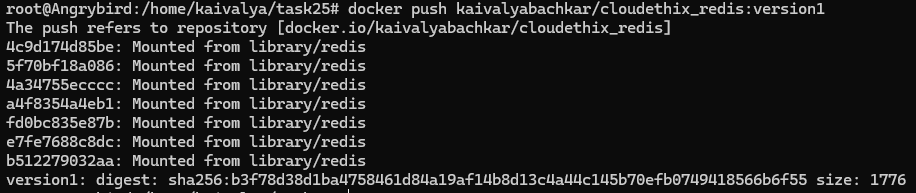 root@Angrybird:/home/kaivalya/task25# docker push kaivalyabachkar/cloudethix_redis:version1
The push refers to repository [docker.io/kaivalyabachkar/cloudethix_redis]
4c9d174d85be: Mounted from library/redis
5f70bf18a086: Mounted from library/redis
4a34755ecccc: Mounted from library/redis
a4f8354a4eb1: Mounted from library/redis
fd0bc835e87b: Mounted from library/redis
e7fe7688c8dc: Mounted from library/redis
b512279032aa: Mounted from library/redis
version1: digest: sha256:b3f78d38d1ba4758461d84a19af14b8d13c4a44c145b70efb0749418566b6f55 size: 1776